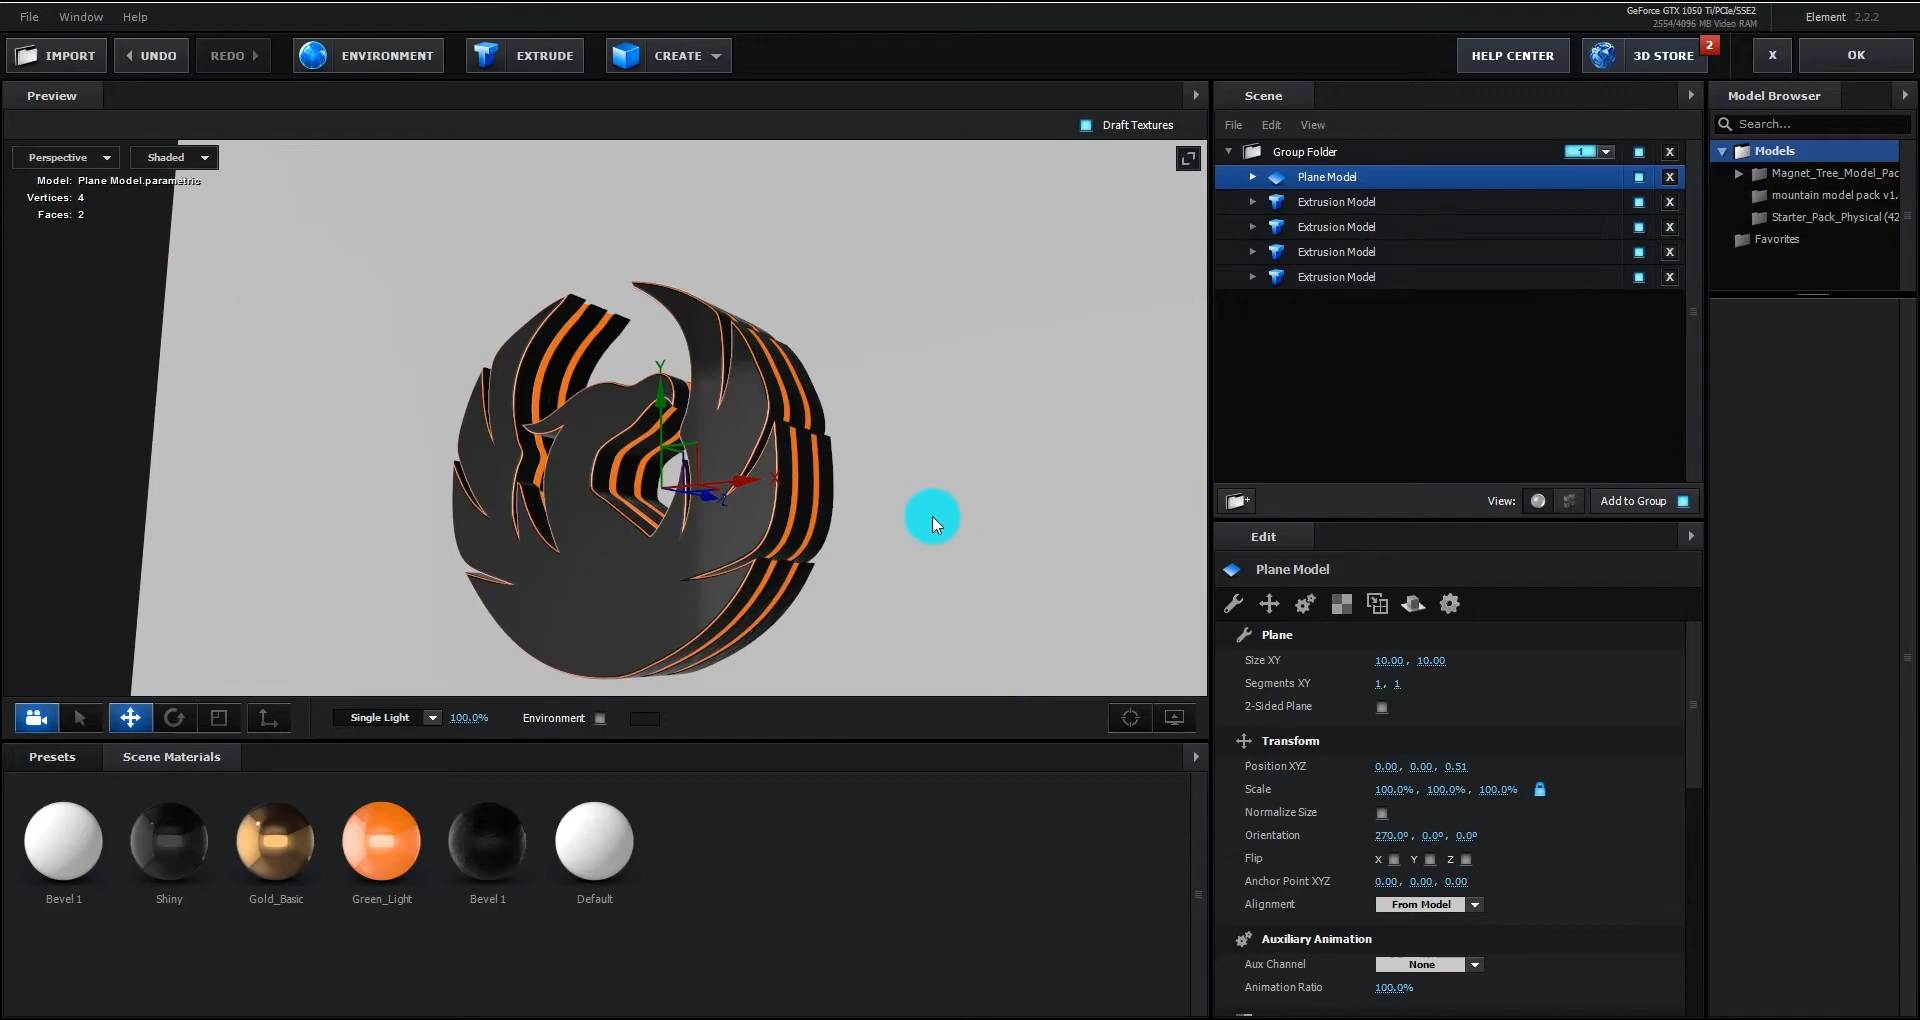 File Window Help
GeForce GTX 1050 Ti/PCIe/SSE2
2554/4096 MB Video RAM
Element 2.2.2
IMPORT UNDO REDO ENVIRONMENT EXTRUDE CREATE HELP CENTER 3D STORE 2 X OK
Preview
Draft Textures
Perspective Shaded
Model: Plane Model.parametric
Vertices: 4
Faces: 2
Y
X
Z
Single Light 100.0% Environment
Presets Scene Materials
Bevel 1 Shiny Gold_Basic Green_Light Bevel 1 Default
Scene
File Edit View
Group Folder 1 X
Plane Model X
Extrusion Model X
Extrusion Model X
Extrusion Model X
Extrusion Model X
View: Add to Group
Edit
Plane Model
Plane
Size XY 10.00, 10.00
Segments XY 1, 1
2-Sided Plane
Transform
Position XYZ 0.00, 0.00, 0.51
Scale 100.0%, 100.0%, 100.0%
Normalize Size
Orientation 270.0º, 0.0º, 0.0º
Flip X Y Z
Anchor Point XYZ 0.00, 0.00, 0.00
Alignment From Model
Auxiliary Animation
Aux Channel None
Animation Ratio 100.0%
Model Browser
Search...
Models
Magnet_Tree_Model_Pac
mountain model pack v1.
Starter_Pack_Physical (42
Favorites